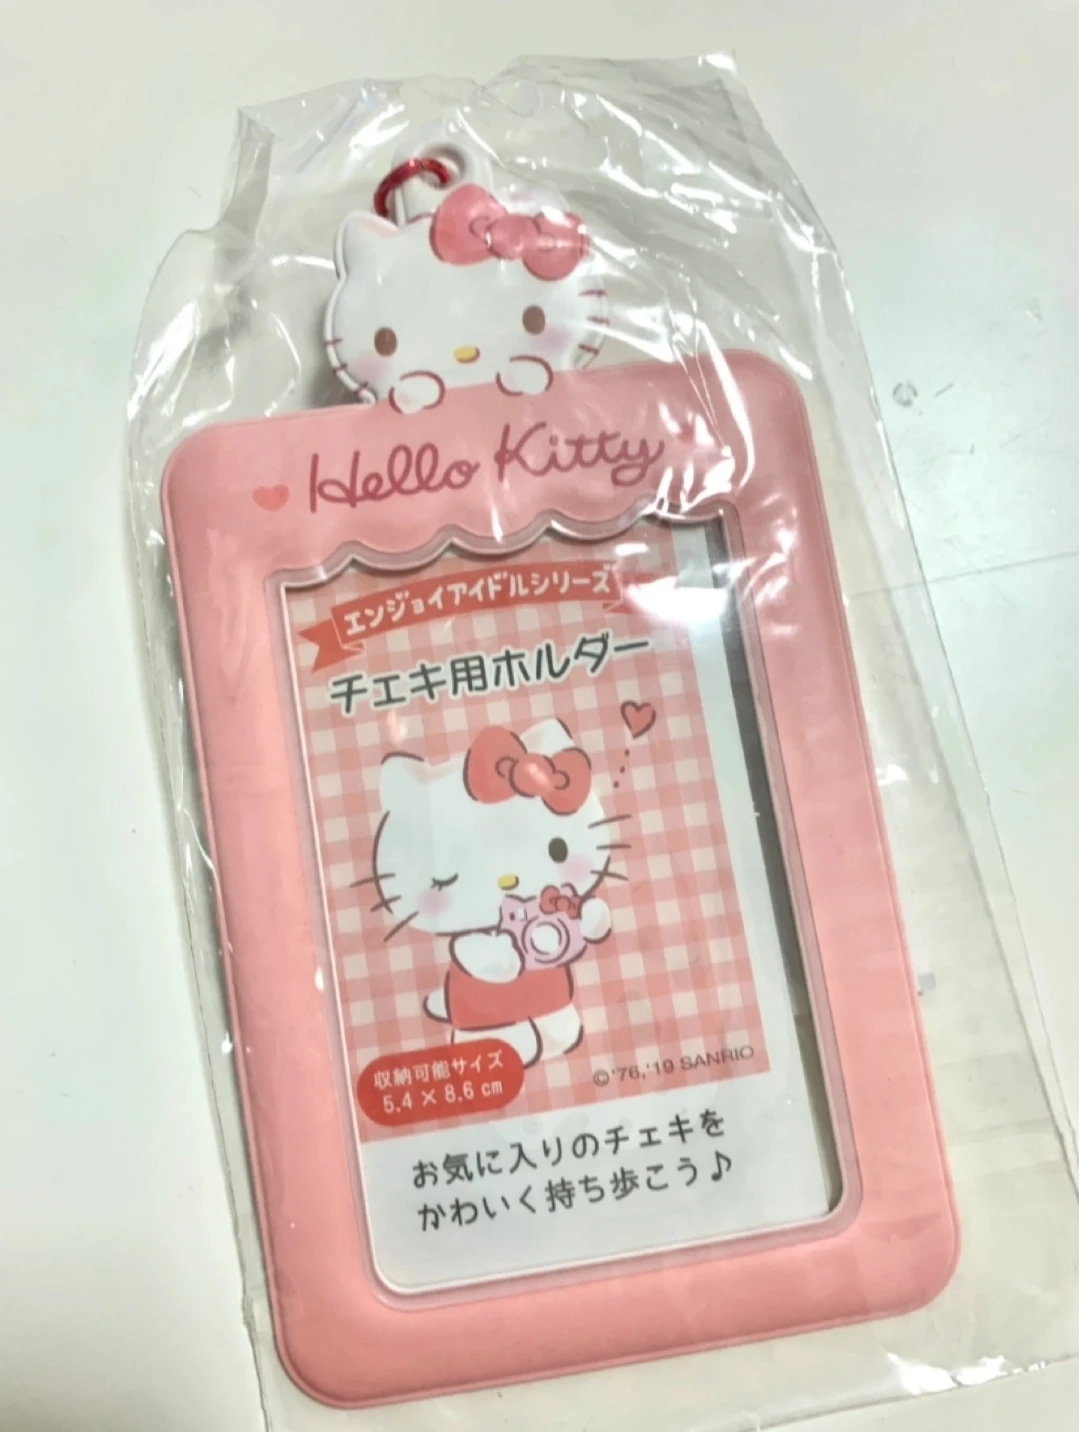 Hello Kitty
エンジョイアイドルシリーズ
チェキ用ホルダー
収納可能サイズ
5.4 × 8.6 cm
©'76,'19 SANRIO
お気に入りのチェキを
かわいく持ち歩こう♪